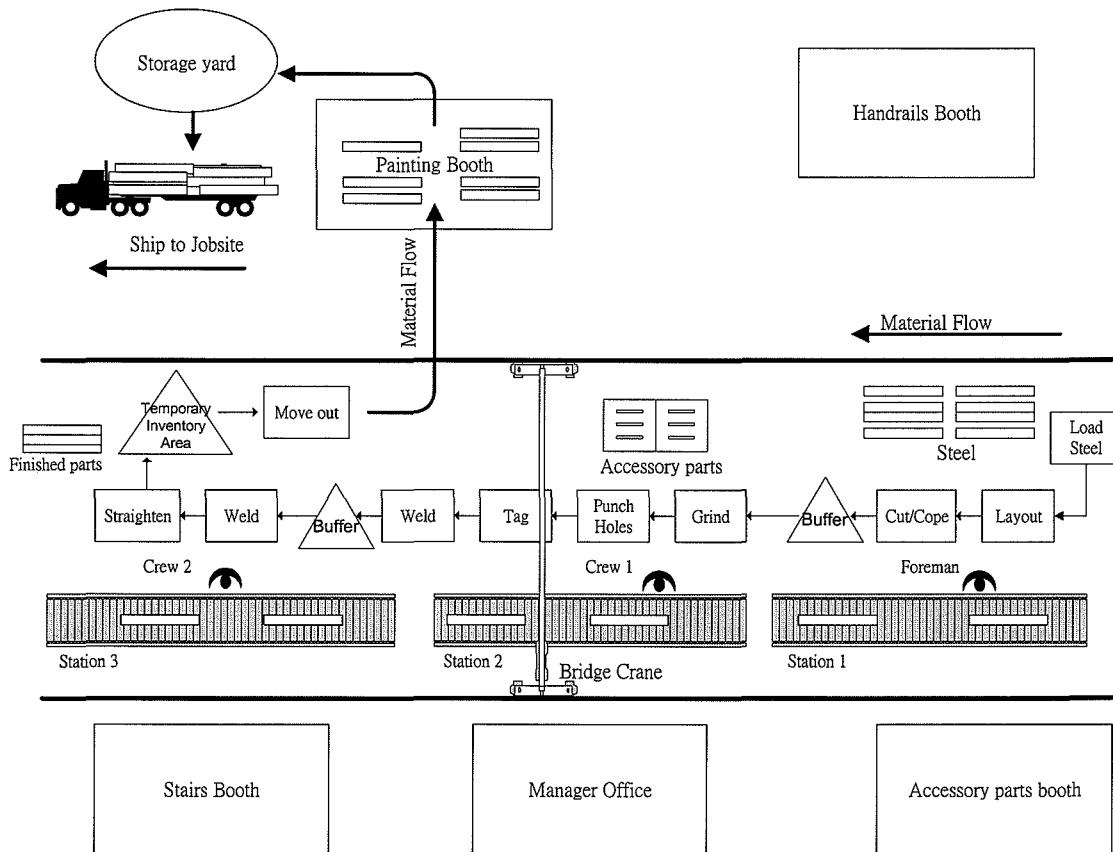 Storage yard
Handrails Booth
Painting Booth
Ship to Jobsite
Material Flow
Material Flow
Temporary
Inventory
Area
Move out
Finished parts
Accessory parts
Steel
Load
Steel
Straighten
Weld
Buffer
Weld
Tag
Punch
Holes
Grind
Buffer
Cut/Cope
Layout
Crew 2
Crew 1
Foreman
Station 3
Station 2
Station 1
Bridge Crane
Stairs Booth
Manager Office
Accessory parts booth